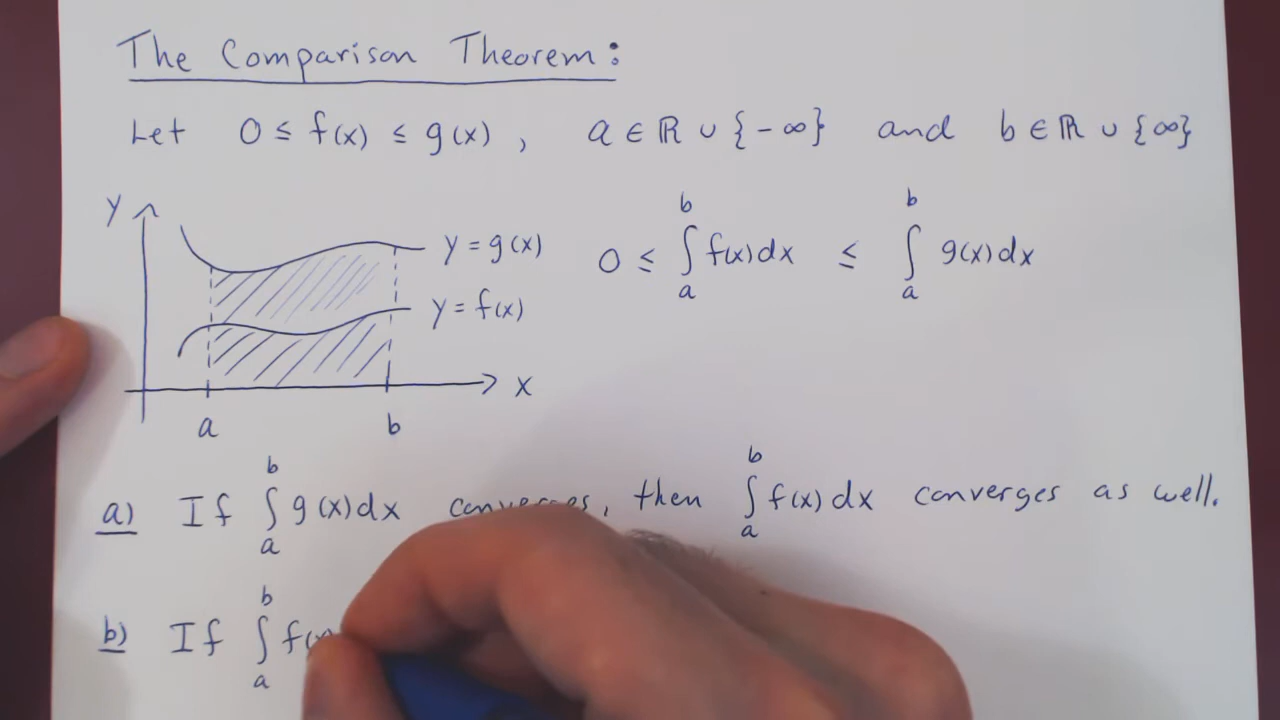 The Comparison Theorem:
Let 0 ≤ f(x) ≤ g(x), a ∈ ℝ ∪ {-∞} and b ∈ ℝ ∪ {∞}
y
y = g(x)
y = f(x)
x
a b
0 ≤ ∫_a^b f(x)dx ≤ ∫_a^b g(x)dx
a) If ∫_a^b g(x)dx converges, then ∫_a^b f(x)dx converges as well.
b) If ∫_a^b f(x